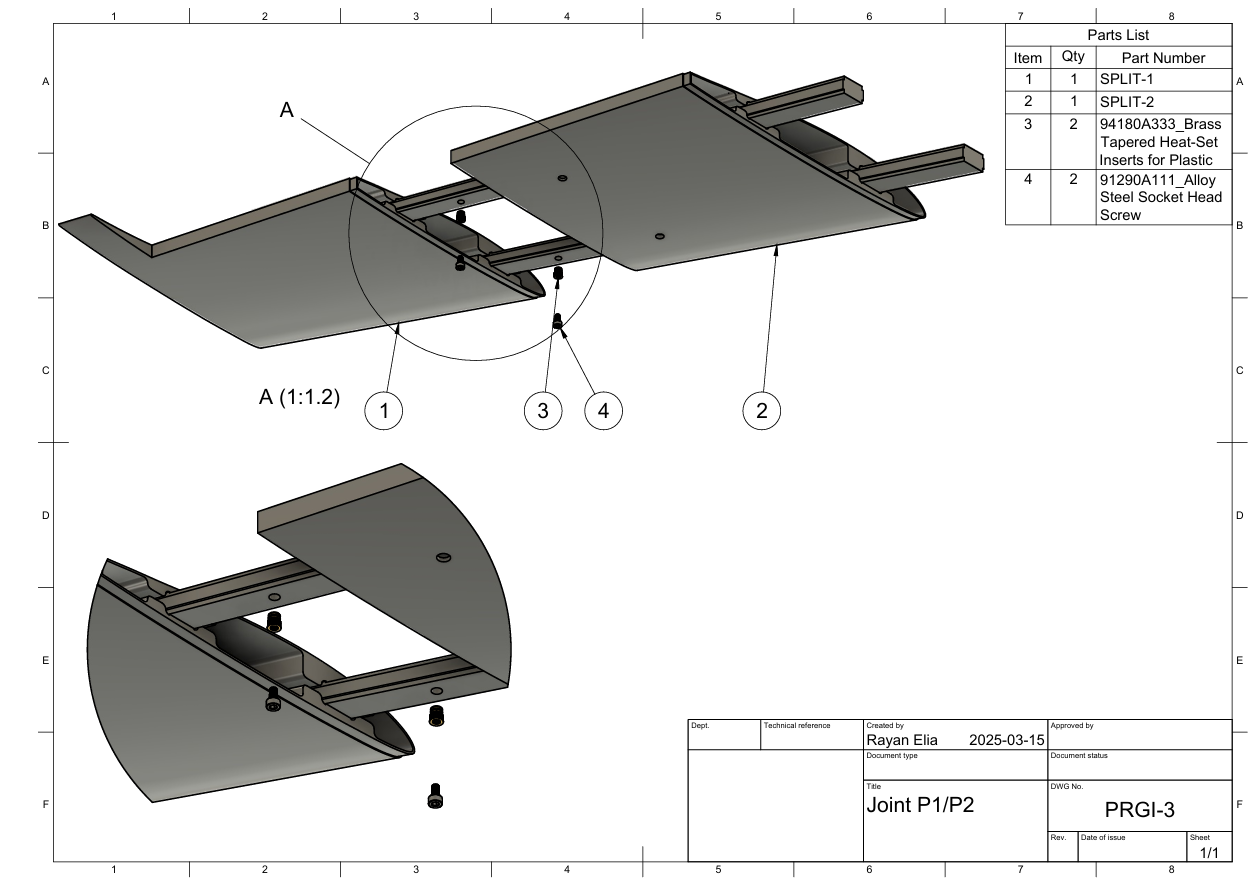 1 2 3 4 5 6 7 8
Parts List
Item Qty Part Number
1 1 SPLIT-1
2 1 SPLIT-2
3 2 94180A333_Brass
Tapered Heat-Set
Inserts for Plastic
4 2 91290A111_Alloy
Steel Socket Head
Screw
A A
A
B B
C C
A (1:1.2)
1 3 4 2
D D
E E
F F
Dept. Technical reference Created by Approved by
Rayan Elia 2025-03-15
Document type Document status
Title DWG No.
Joint P1/P2
PRGI-3
Rev. Date of issue Sheet
1/1
1 2 3 4 5 6 7 8